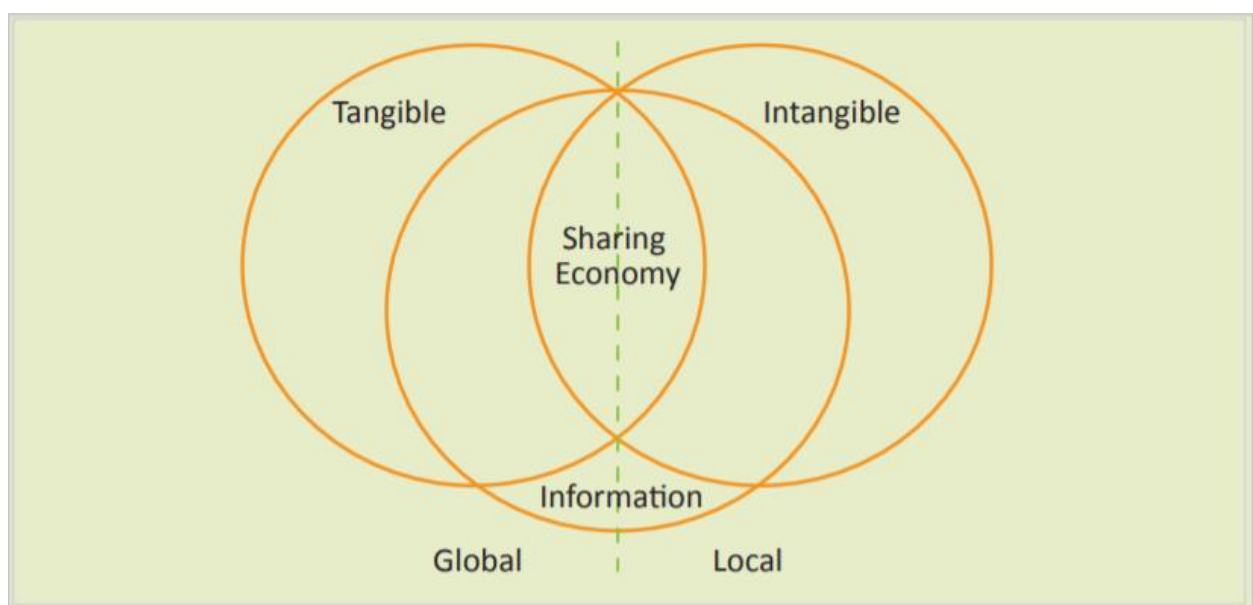 Tangible
Intangible
Sharing
Economy
Information
Global
Local